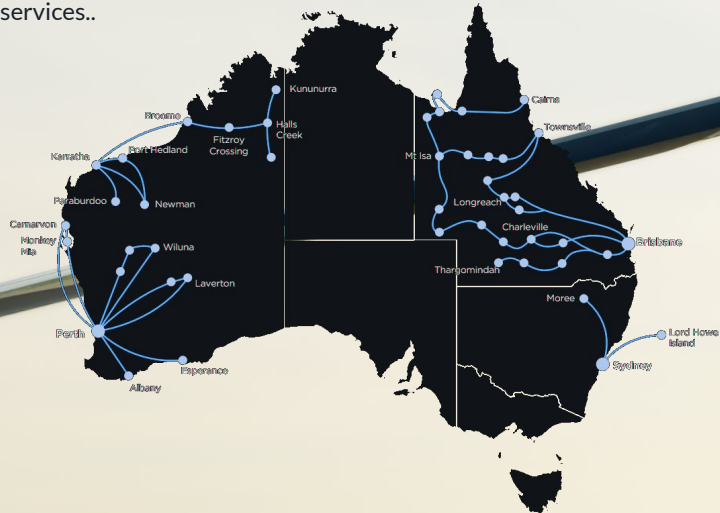 services..
Cairns
Kununurra
Broome
Townsville
Halls
Creek
Fitzroy
Crossing
Karratha
Port Hedland
Mt Isa
Paraburdoo
Newman
Longreach
Carnarvon
Monkey
Mia
Charleville
Wiluna
Brisbane
Thargomindah
Laverton
Moree
Perth
Lord Howe
Island
Sydney
Esperance
Albany